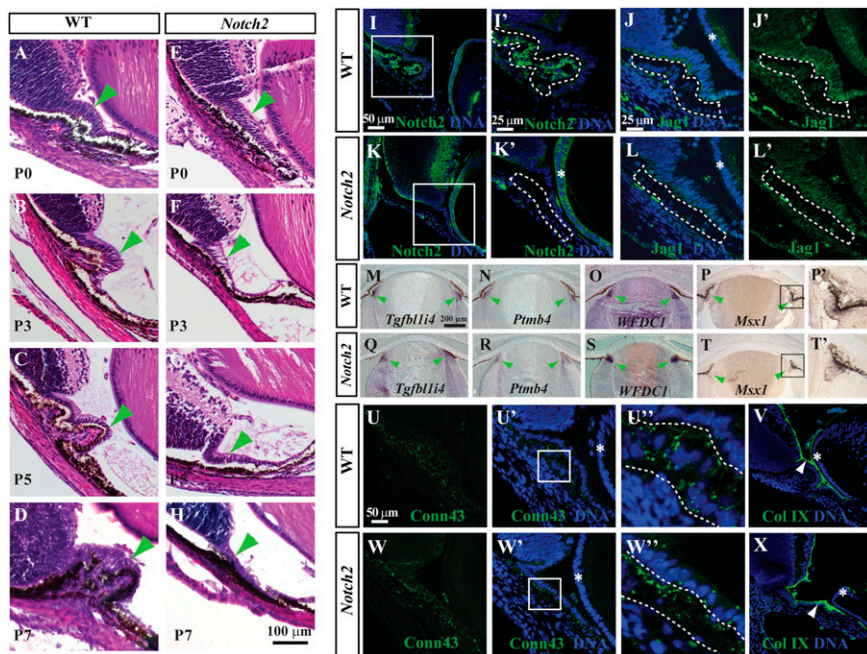 WT
Notch2
A
P0
E
P0
B
P3
F
P3
C
P5
G
P5
D
P7
H
P7
100 µm
WT
Notch2
I
50 µm
Notch2 DNA
I'
25 µm
Notch2 DNA
J
*
25 µm
Jag1 DNA
J'
Jag1
K
Notch2 DNA
K'
*
Notch2 DNA
L
*
Jag1 DNA
L'
Jag1
WT
Notch2
M
200 µm
Tgfb1i4
N
Ptmb4
O
WFDC1
P
Msx1
P'
Q
Tgfb1i4
R
Ptmb4
S
WFDC1
T
Msx1
T'
WT
Notch2
U
50 µm
Conn43
U'
*
Conn43 DNA
U''
V
*
Col IX DNA
W
Conn43
W'
*
Conn43 DNA
W''
X
*
Col IX DNA